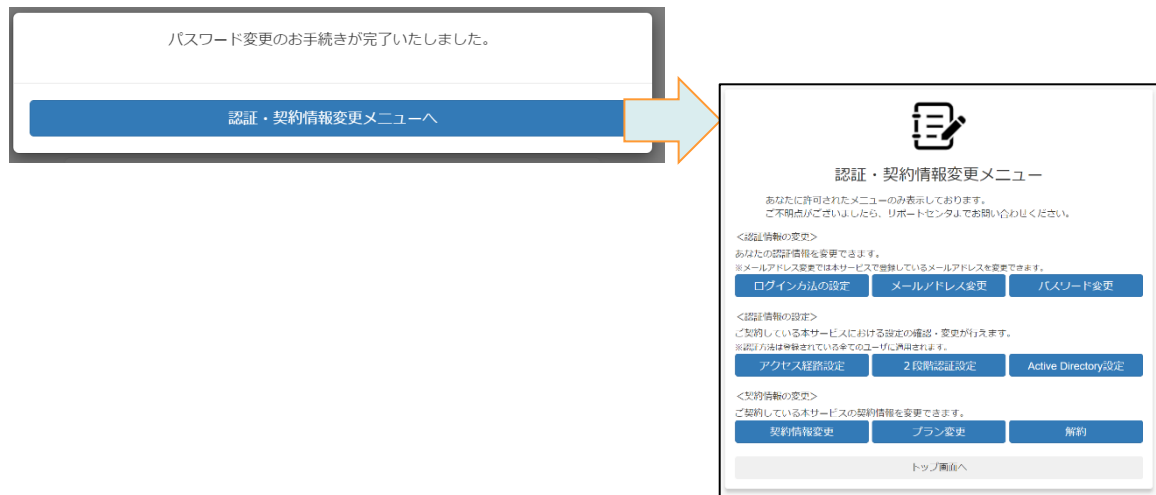 パスワード変更のお手続きが完了いたしました。
認証・契約情報変更メニューへ
認証・契約情報変更メニュー
あなたに許可されたメニューのみ表示しております。
ご不明点がございましたら、リポートセンタまでお問い合わせください。
<認証情報の変更>
あなたの認証情報を変更できます。
※メールアドレス変更では本サービスで登録しているメールアドレスを変更できます。
ログイン方法の設定
メールアドレス変更
パスワード変更
<認証情報の設定>
ご契約している本サービスにおける設定の確認・変更が行えます。
※認証方法は登録されている全てのユーザに適用されます。
アクセス経路設定
2段階認証設定
Active Directory設定
<契約情報の変更>
ご契約している本サービスの契約情報を変更できます。
契約情報変更
プラン変更
解約
トップ画面へ